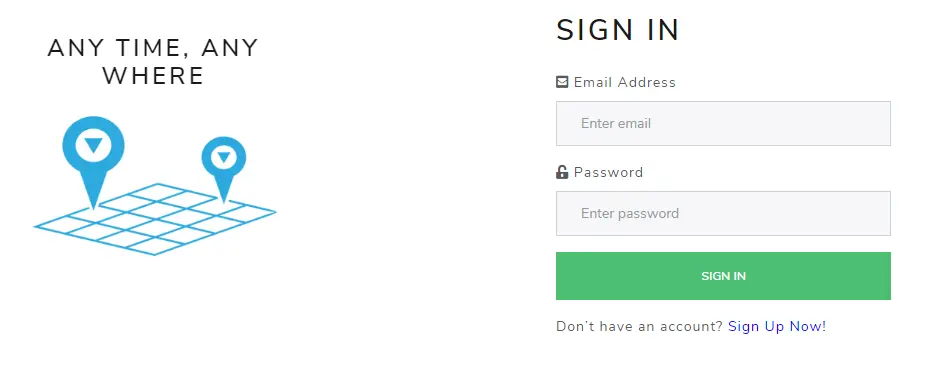 ANY TIME, ANY
WHERE
SIGN IN
Email Address
Enter email
Password
Enter password
SIGN IN
Don't have an account? Sign Up Now!